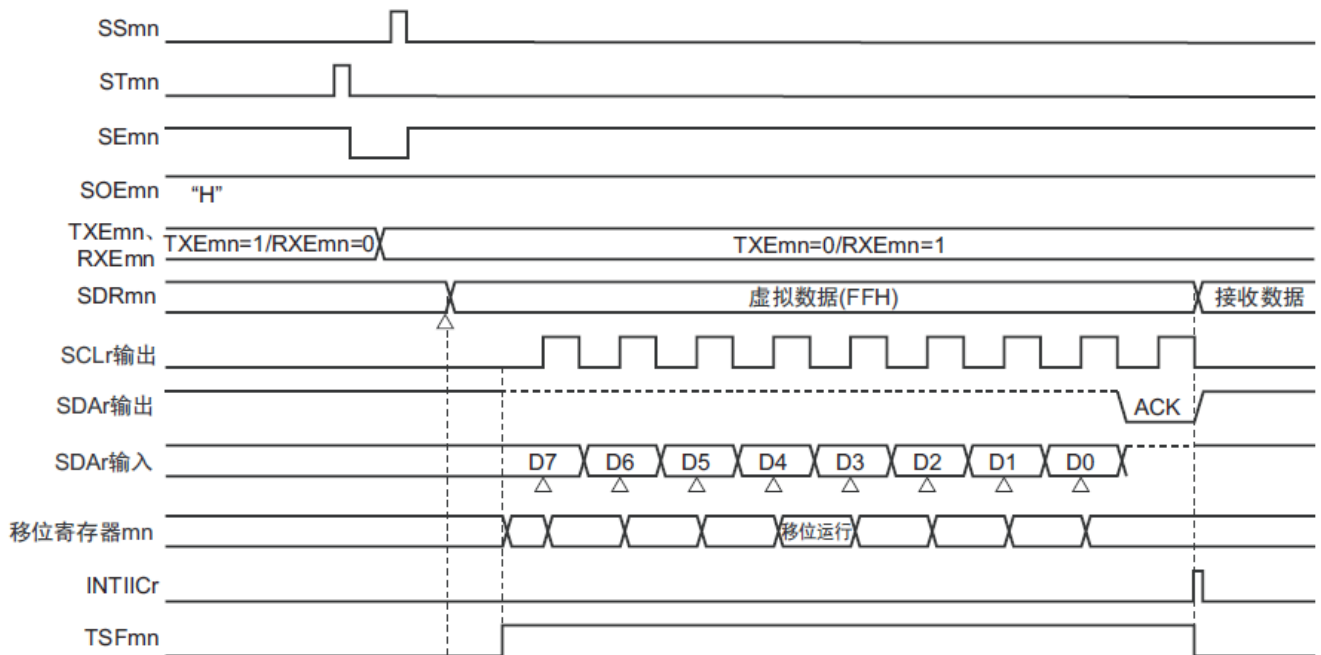 SSmn
STmn
SEmn
SOEmn “H”
TXEmn、
RXEmn
TXEmn=1/RXEmn=0 TXEmn=0/RXEmn=1
SDRmn 虚拟数据(FFH) 接收数据
SCLr输出
SDAr输出 ACK
SDAr输入 D7 D6 D5 D4 D3 D2 D1 D0
移位寄存器mn 移位运行
INTIICr
TSFmn